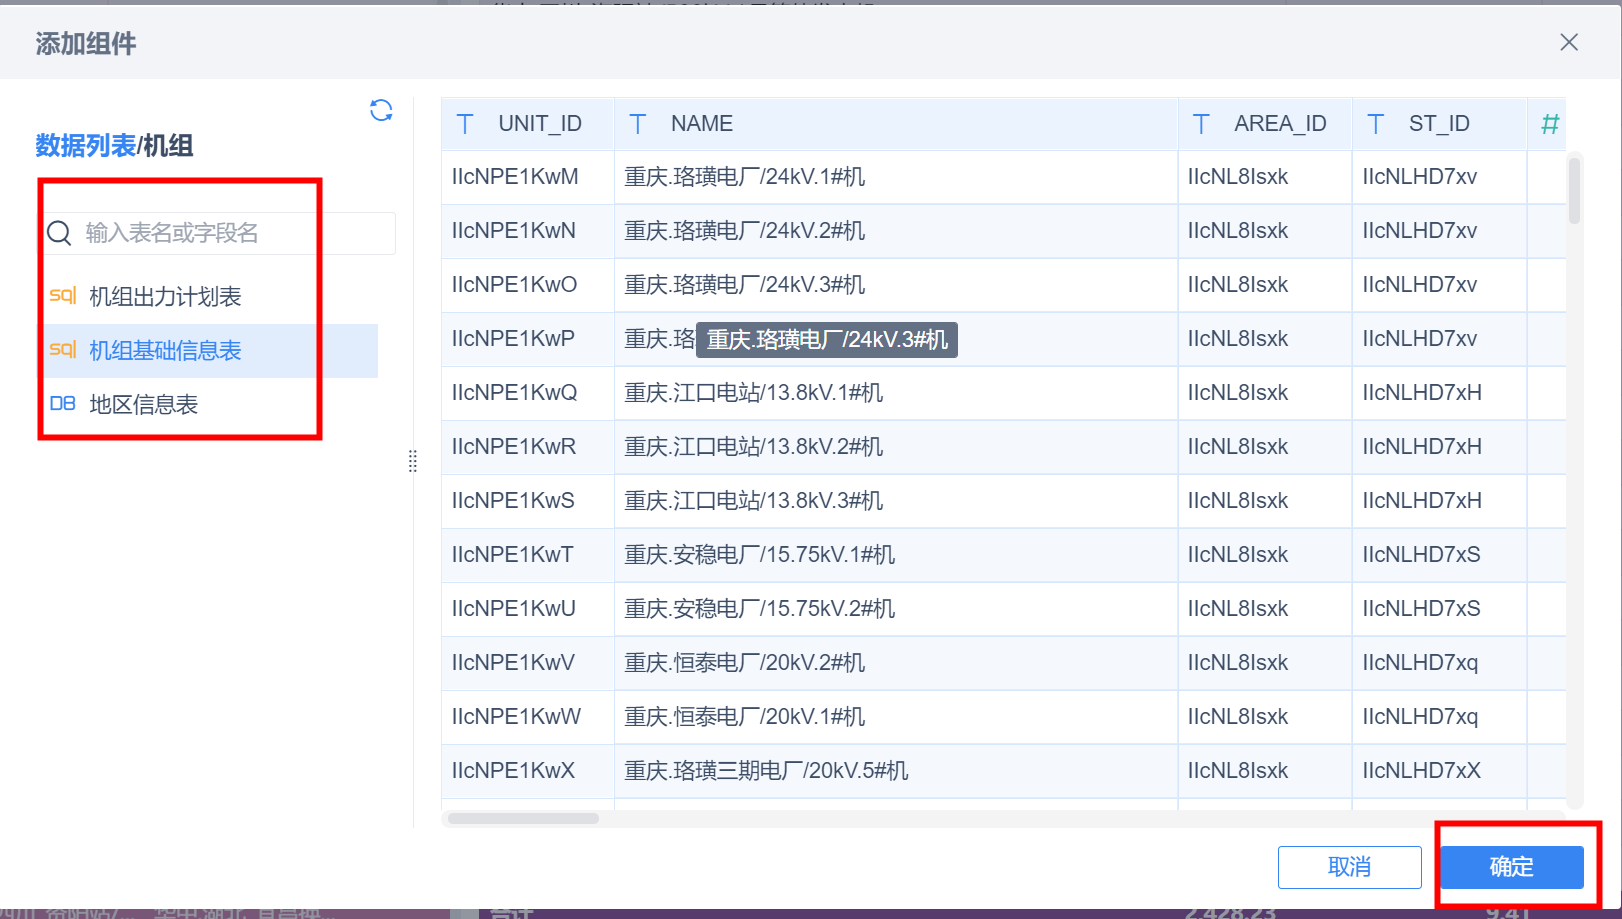 添加组件
数据列表/机组
输入表名或字段名
sql 机组出力计划表
sql 机组基础信息表
DB 地区信息表
T UNIT_ID T NAME T AREA_ID T ST_ID #
IIcNPE1KwM 重庆.珞璜电厂/24kV.1#机 IIcNL8Isxk IIcNLHD7xv
IIcNPE1KwN 重庆.珞璜电厂/24kV.2#机 IIcNL8Isxk IIcNLHD7xv
IIcNPE1KwO 重庆.珞璜电厂/24kV.3#机 IIcNL8Isxk IIcNLHD7xv
IIcNPE1KwP 重庆.珞 重庆.珞璜电厂/24kV.3#机 IIcNL8Isxk IIcNLHD7xv
IIcNPE1KwQ 重庆.江口电站/13.8kV.1#机 IIcNL8Isxk IIcNLHD7xH
IIcNPE1KwR 重庆.江口电站/13.8kV.2#机 IIcNL8Isxk IIcNLHD7xH
IIcNPE1KwS 重庆.江口电站/13.8kV.3#机 IIcNL8Isxk IIcNLHD7xH
IIcNPE1KwT 重庆.安稳电厂/15.75kV.1#机 IIcNL8Isxk IIcNLHD7xS
IIcNPE1KwU 重庆.安稳电厂/15.75kV.2#机 IIcNL8Isxk IIcNLHD7xS
IIcNPE1KwV 重庆.恒泰电厂/20kV.2#机 IIcNL8Isxk IIcNLHD7xq
IIcNPE1KwW 重庆.恒泰电厂/20kV.1#机 IIcNL8Isxk IIcNLHD7xq
IIcNPE1KwX 重庆.珞璜三期电厂/20kV.5#机 IIcNL8Isxk IIcNLHD7xX
取消 确定
合计 2,428.23 9.41